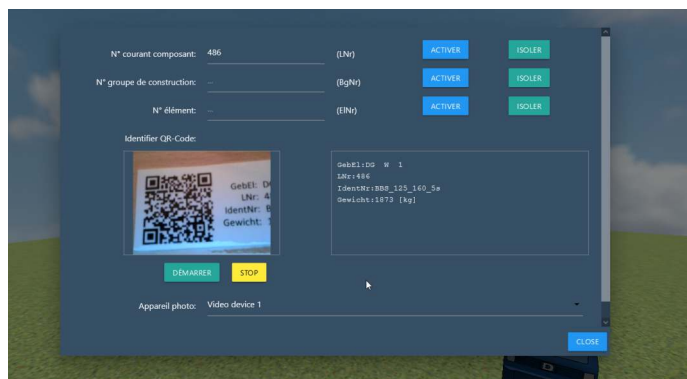 N° courant composant: 486 (LNr) ACTIVER ISOLER
N° groupe de construction: -- (BgNr) ACTIVER ISOLER
N° élément: -- (ElNr) ACTIVER ISOLER
Identifier QR-Code:
GebEl: D
LNr: 4
IdentNr: B
Gewicht: 1
GebEl:DG W 1
LNr:486
IdentNr:BBS_125_160_5s
Gewicht:1873 [kg]
DÉMARRER STOP
Appareil photo: Video device 1
CLOSE